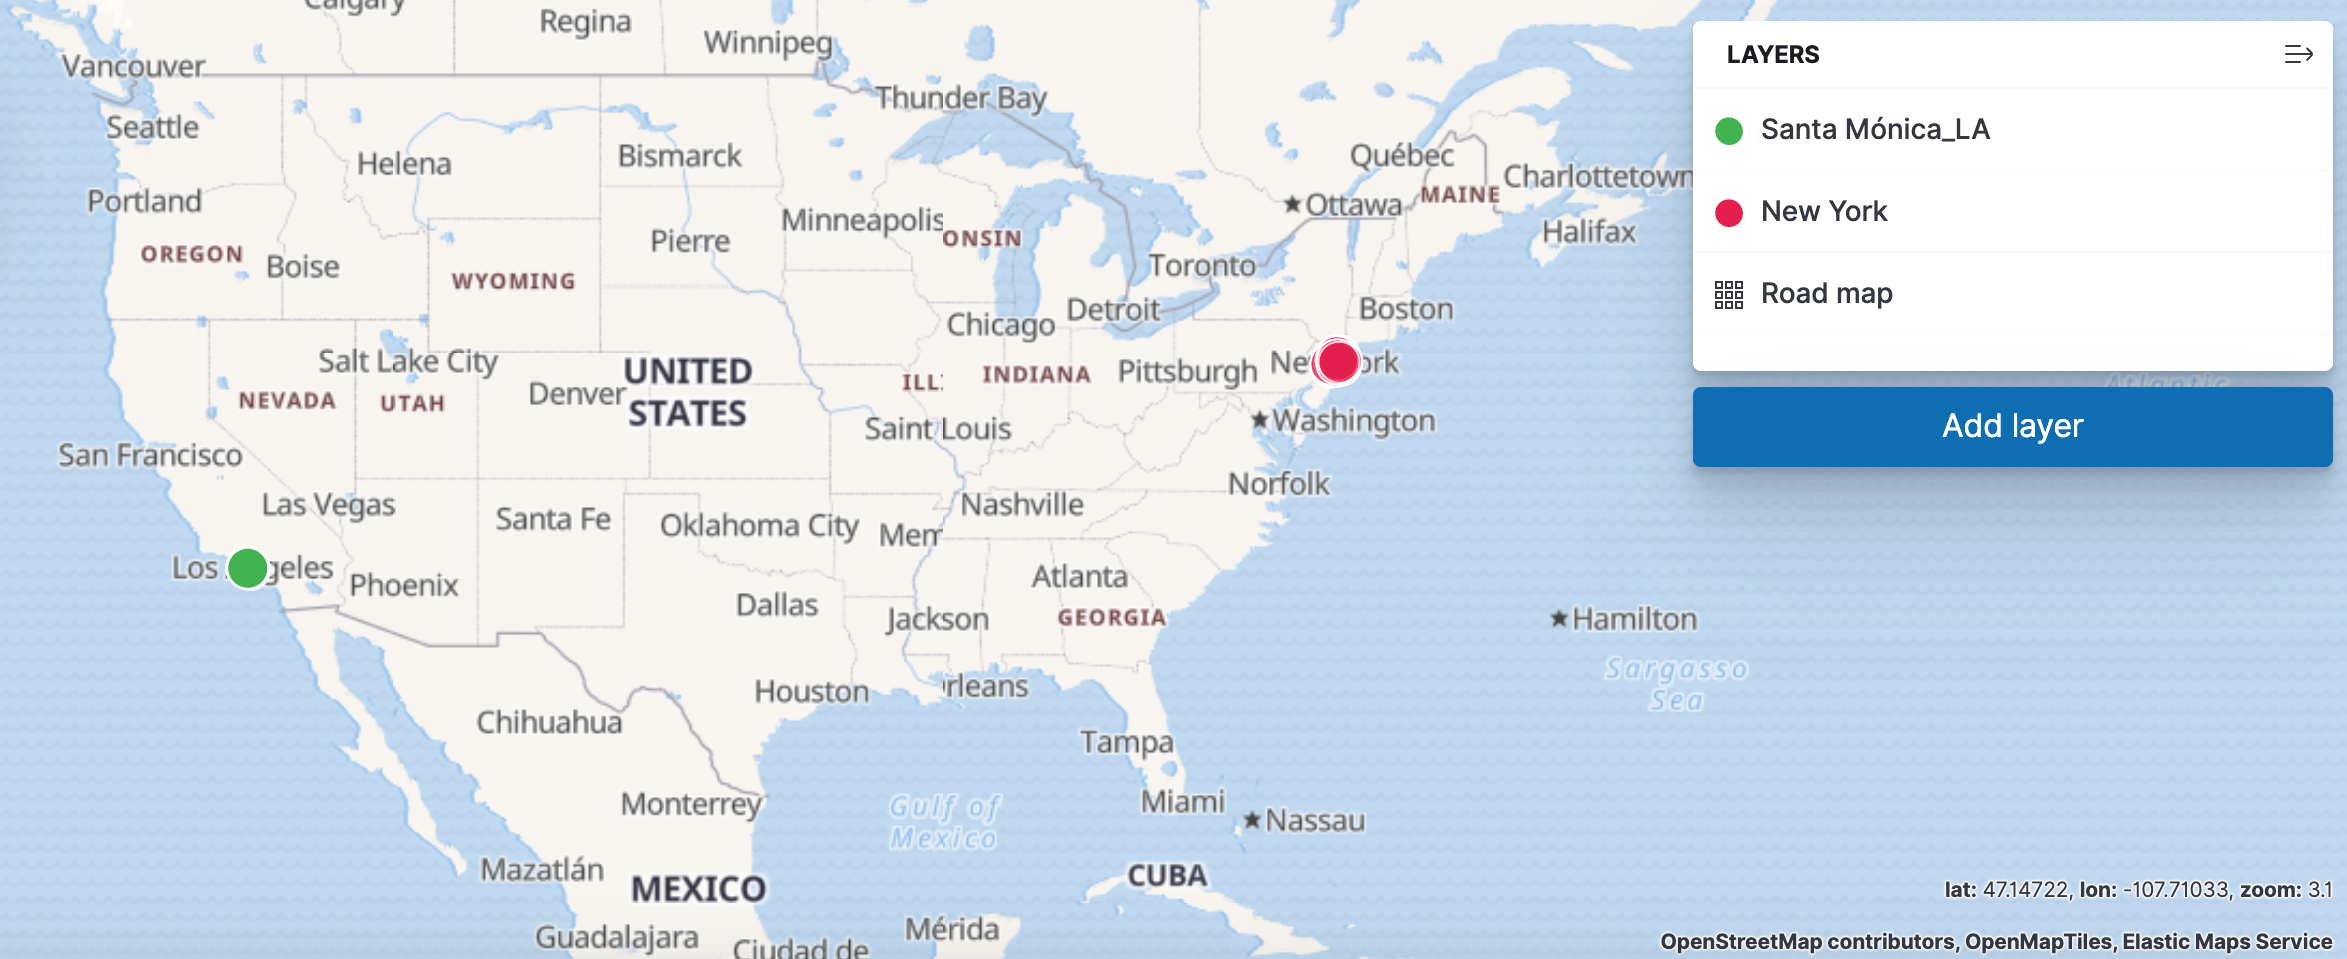 Calgary
Regina
Winnipeg
Vancouver
Thunder Bay
Seattle
Helena
Bismarck
Québec
MAINE
Charlottetown
Portland
Ottawa
Minneapolis
ONSIN
Halifax
OREGON
Boise
Pierre
WYOMING
Toronto
Detroit
Boston
Chicago
Salt Lake City
UNITED
STATES
Denver
ILL
INDIANA
Pittsburgh
New York
NEVADA
UTAH
Saint Louis
Washington
San Francisco
Las Vegas
Santa Fe
Oklahoma City
Mem
Nashville
Norfolk
Los Angeles
Phoenix
Atlanta
Dallas
Jackson
GEORGIA
Hamilton
Sargasso
Sea
Houston
rleans
Chihuahua
Tampa
Monterrey
Gulf of
Mexico
Miami
Nassau
Mazatlán
MEXICO
CUBA
Guadalajara
Ciudad de
Mérida
LAYERS
Santa Mónica_LA
New York
Road map
Atlantic
Add layer
lat: 47.14722, lon: -107.71033, zoom: 3.1
OpenStreetMap contributors, OpenMapTiles, Elastic Maps Service